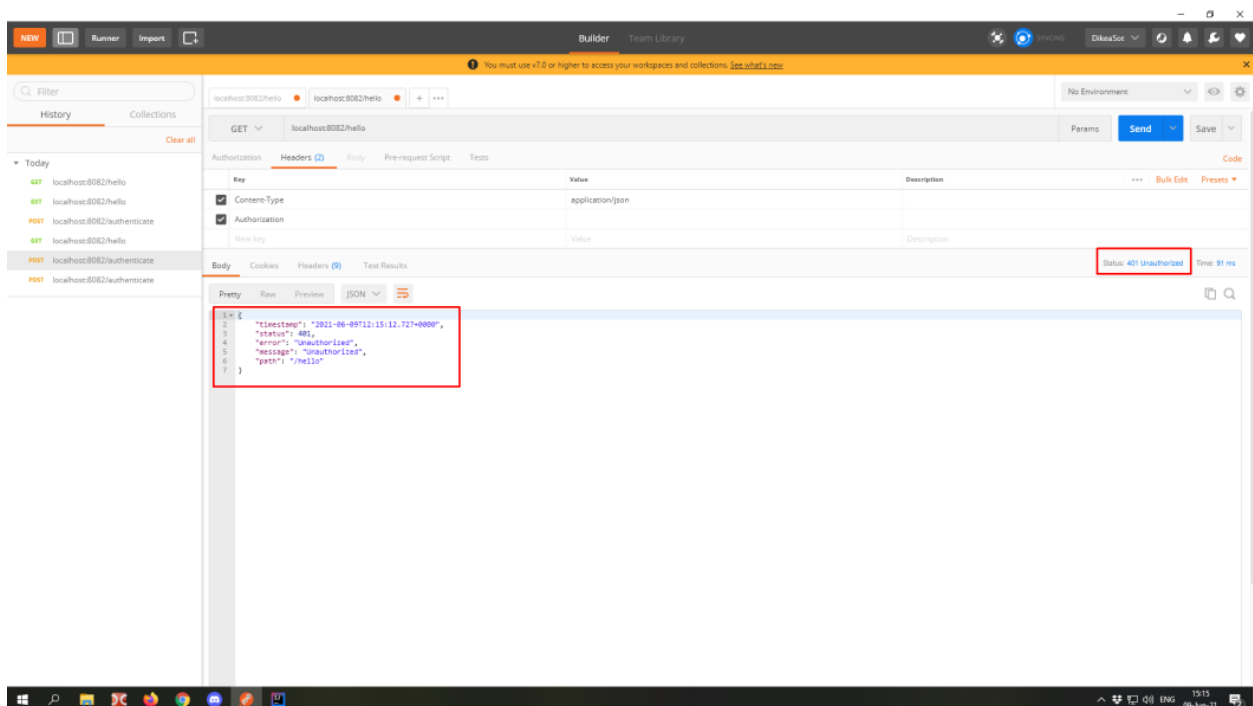 NEW Runner Import Builder Team Library SYNCING DikeaSot
You must use v7.0 or higher to access your workspaces and collections. See what's new
Filter
History Collections
Clear all
Today
GET localhost:8082/hello
GET localhost:8082/hello
POST localhost:8082/authenticate
GET localhost:8082/hello
POST localhost:8082/authenticate
POST localhost:8082/authenticate
localhost:8082/hello localhost:8082/hello + •••
No Environment
GET localhost:8082/hello Params Send Save
Authorization Headers (2) Body Pre-request Script Tests Code
Key Value Description ••• Bulk Edit Presets
Content-Type application/json
Authorization
New key Value Description
Body Cookies Headers (9) Test Results Status: 401 Unauthorized Time: 91 ms
Pretty Raw Preview JSON
1 {
2 "timestamp": "2021-06-09T12:15:12.727+0000",
3 "status": 401,
4 "error": "Unauthorized",
5 "message": "Unauthorized",
6 "path": "/hello"
7 }
ENG 15:15